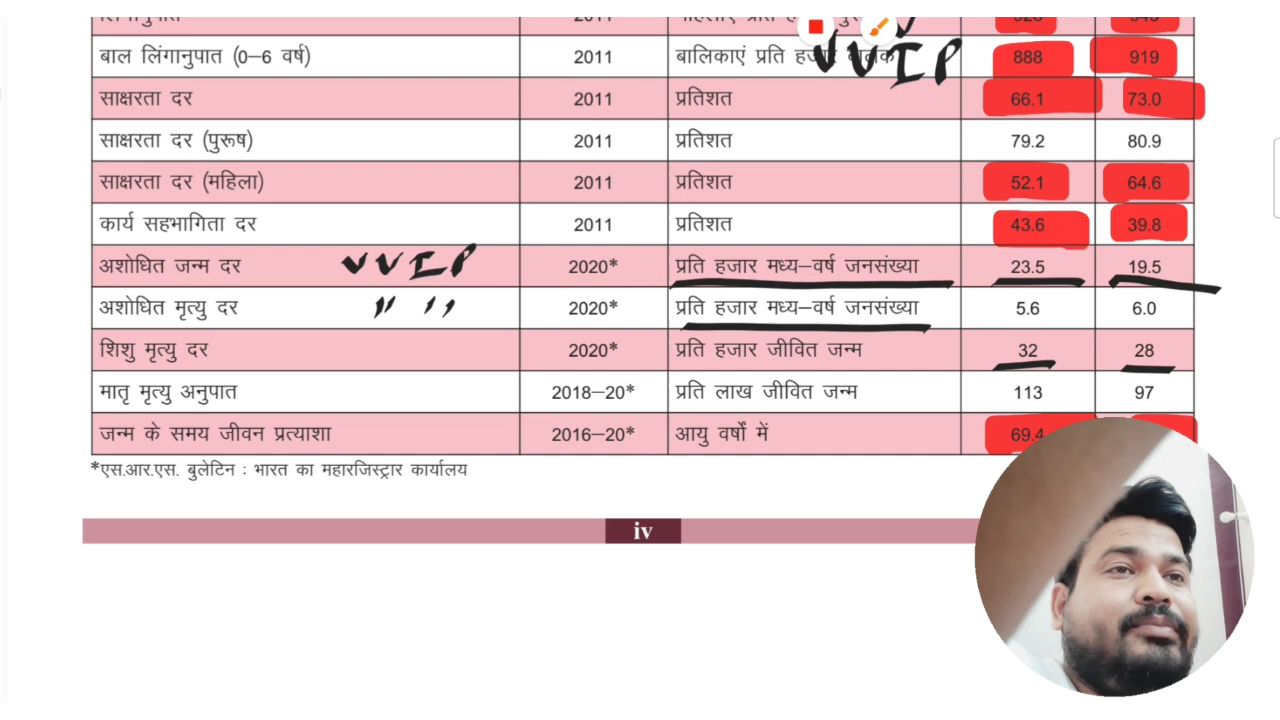 2011
VVIP
बाल लिंगानुपात (0–6 वर्ष) 2011 बालिकाएं प्रति 888 919
साक्षरता दर 2011 प्रतिशत 66.1 73.0
साक्षरता दर (पुरूष) 2011 प्रतिशत 79.2 80.9
साक्षरता दर (महिला) 2011 प्रतिशत 52.1 64.6
कार्य सहभागिता दर 2011 प्रतिशत 43.6 39.8
अशोधित जन्म दर VVIP 2020* प्रति हजार मध्य–वर्ष जनसंख्या 23.5 19.5
अशोधित मृत्यु दर '' '' 2020* प्रति हजार मध्य–वर्ष जनसंख्या 5.6 6.0
शिशु मृत्यु दर 2020* प्रति हजार जीवित जन्म 32 28
मातृ मृत्यु अनुपात 2018–20* प्रति लाख जीवित जन्म 113 97
जन्म के समय जीवन प्रत्याशा 2016–20* आयु वर्षों में 69.4
*एस.आर.एस. बुलेटिन : भारत का महारजिस्ट्रार कार्यालय
iv